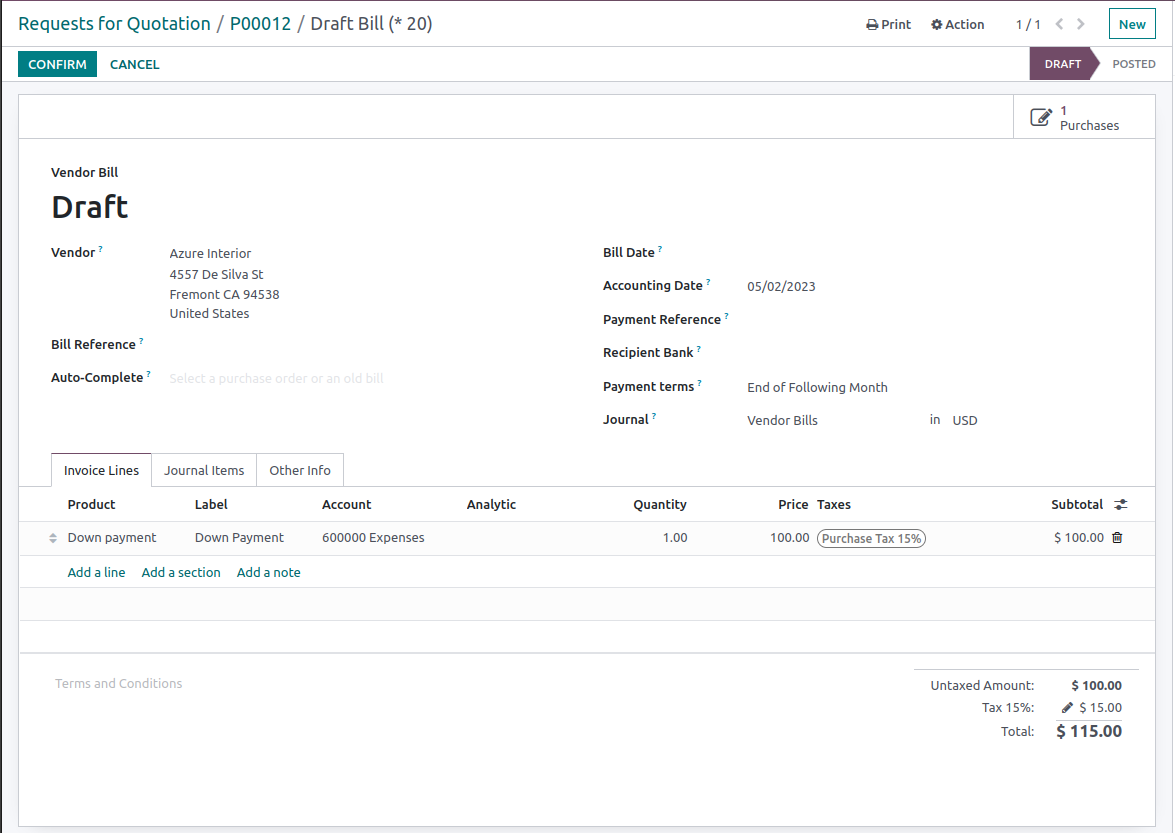 Requests for Quotation / P00012 / Draft Bill (* 20) Print Action 1 / 1 New
CONFIRM CANCEL DRAFT POSTED
1
Purchases
Vendor Bill
Draft
Vendor ? Azure Interior
4557 De Silva St
Fremont CA 94538
United States
Bill Reference ?
Auto-Complete ? Select a purchase order or an old bill
Bill Date ?
Accounting Date ? 05/02/2023
Payment Reference ?
Recipient Bank ?
Payment terms ? End of Following Month
Journal ? Vendor Bills in USD
Invoice Lines Journal Items Other Info
Product Label Account Analytic Quantity Price Taxes Subtotal
Down payment Down Payment 600000 Expenses 1.00 100.00 Purchase Tax 15% $ 100.00
Add a line Add a section Add a note
Terms and Conditions
Untaxed Amount: $ 100.00
Tax 15%: $ 15.00
Total: $ 115.00